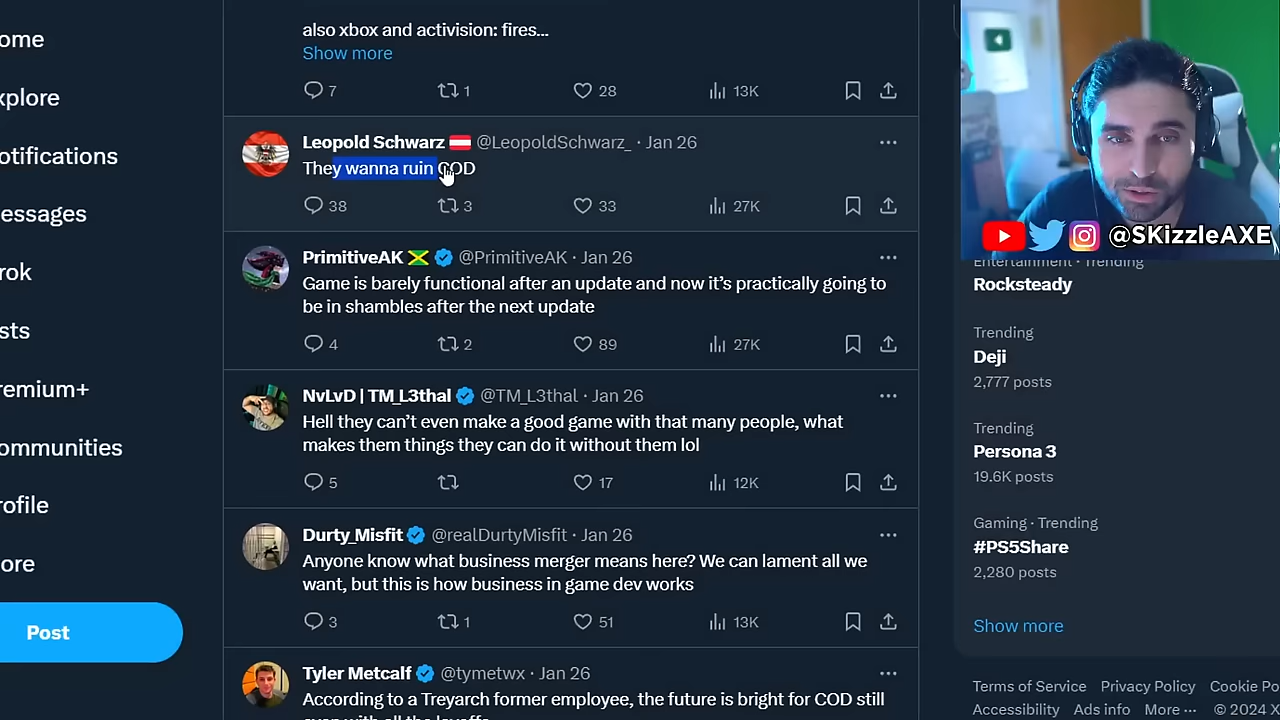 ome
xplore
otifications
essages
rok
sts
remium+
ommunities
rofile
ore
Post
also xbox and activision: fires...
Show more
7 1 28 13K
Leopold Schwarz @LeopoldSchwarz_ · Jan 26
They wanna ruin COD
38 3 33 27K
PrimitiveAK @PrimitiveAK · Jan 26
Game is barely functional after an update and now it’s practically going to
be in shambles after the next update
4 2 89 27K
NvLvD | TM_L3thal @TM_L3thal · Jan 26
Hell they can’t even make a good game with that many people, what
makes them things they can do it without them lol
5 17 12K
Durty_Misfit @realDurtyMisfit · Jan 26
Anyone know what business merger means here? We can lament all we
want, but this is how business in game dev works
3 1 51 13K
Tyler Metcalf @tymetwx · Jan 26
According to a Treyarch former employee, the future is bright for COD still
even with all the layoffs
@SKizzleAXE
Entertainment · Trending
Rocksteady
Trending
Deji
2,777 posts
Trending
Persona 3
19.6K posts
Gaming · Trending
#PS5Share
2,280 posts
Show more
Terms of Service Privacy Policy Cookie Po
Accessibility Ads info More ··· © 2024 X